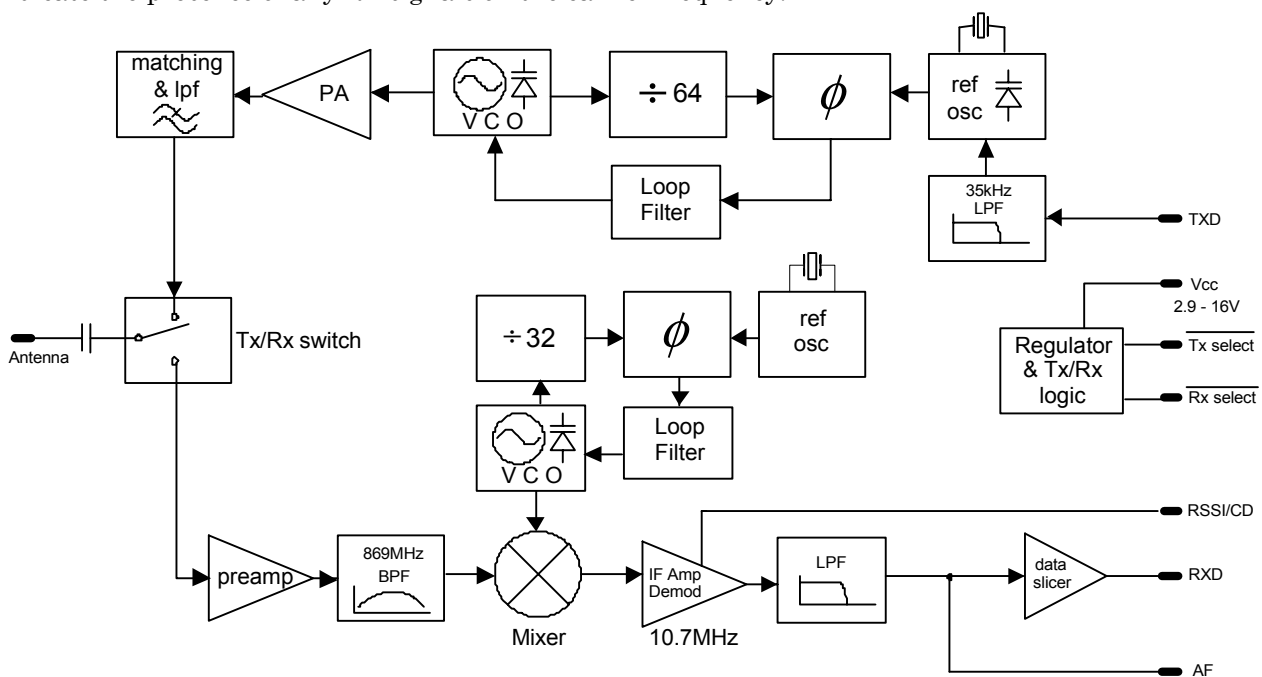 matching
& lpf
PA
V C O
÷ 64
ϕ
ref
osc
Loop
Filter
35kHz
LPF
TXD
Vcc
2.9 - 16V
Tx select
Rx select
Regulator
& Tx/Rx
logic
Antenna
Tx/Rx switch
÷ 32
ϕ
ref
osc
V C O
Loop
Filter
RSSI/CD
preamp
869MHz
BPF
Mixer
IF Amp
Demod
10.7MHz
LPF
data
slicer
RXD
AF